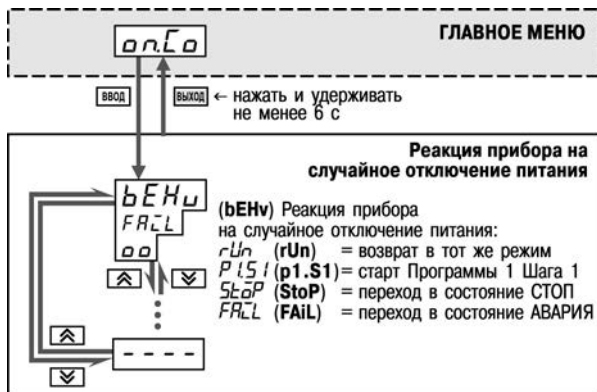 on.Co
ГЛАВНОЕ МЕНЮ
ВВОД
ВЫХОД ← нажать и удерживать
не менее 6 с
Реакция прибора на
случайное отключение питания
bEHv
FAiL
oo
(bEHv) Реакция прибора
на случайное отключение питания:
rUn (rUn) = возврат в тот же режим
P1.S1 (p1.S1) = старт Программы 1 Шага 1
StoP (StoP) = переход в состояние СТОП
FAiL (FAiL) = переход в состояние АВАРИЯ
----